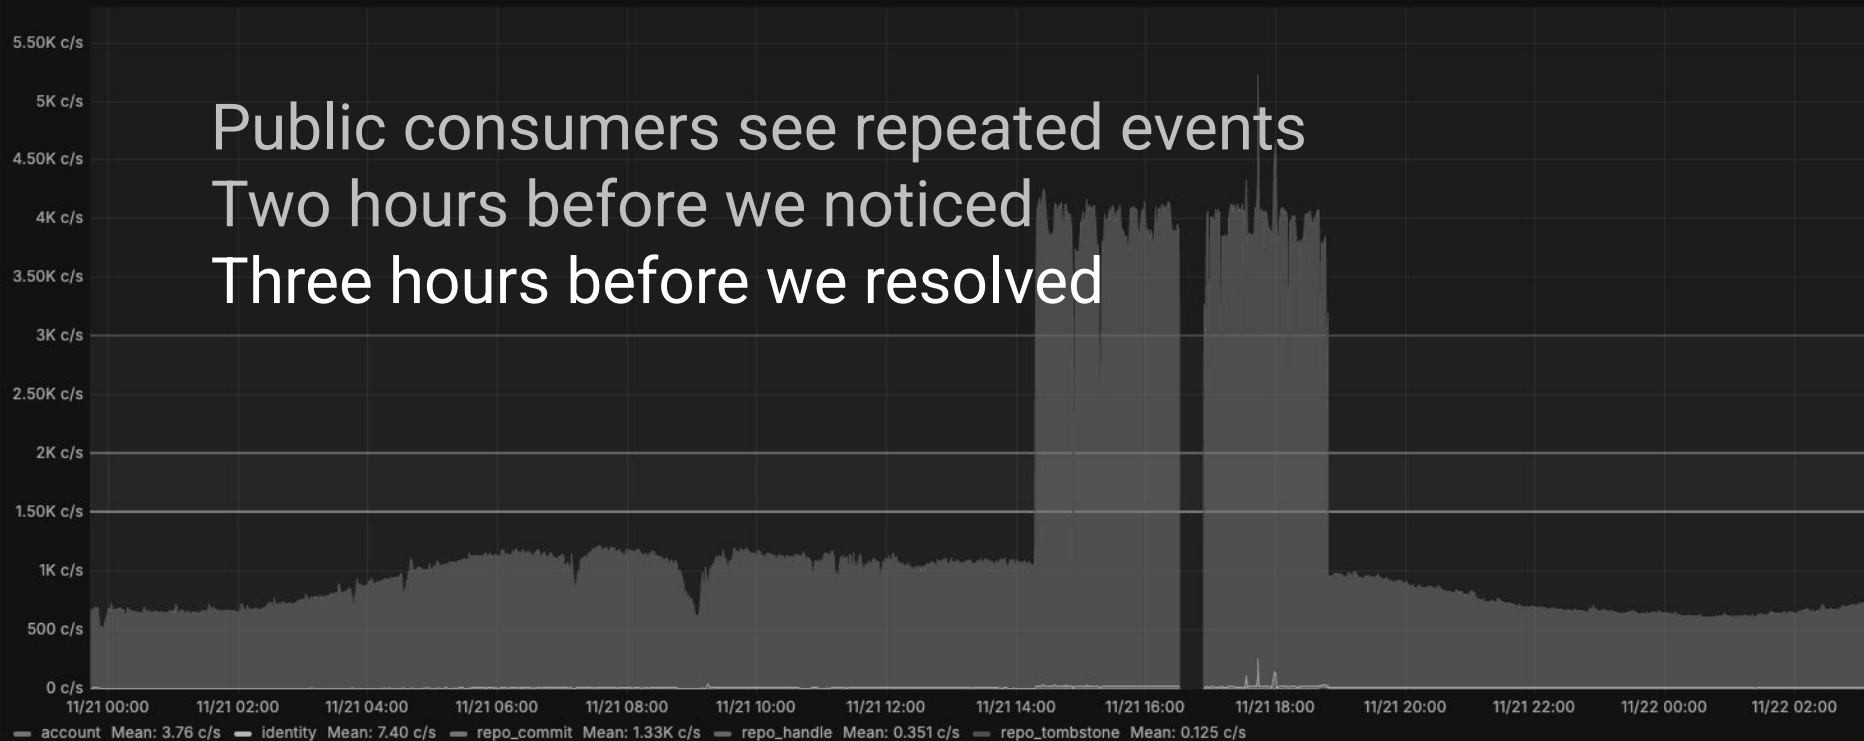 5.50K c/s
5K c/s
4.50K c/s
4K c/s
3.50K c/s
3K c/s
2.50K c/s
2K c/s
1.50K c/s
1K c/s
500 c/s
0 c/s
Public consumers see repeated events
Two hours before we noticed
Three hours before we resolved
11/21 00:00 11/21 02:00 11/21 04:00 11/21 06:00 11/21 08:00 11/21 10:00 11/21 12:00 11/21 14:00 11/21 16:00 11/21 18:00 11/21 20:00 11/21 22:00 11/22 00:00 11/22 02:00
account Mean: 3.76 c/s identity Mean: 7.40 c/s repo_commit Mean: 1.33K c/s repo_handle Mean: 0.351 c/s repo_tombstone Mean: 0.125 c/s